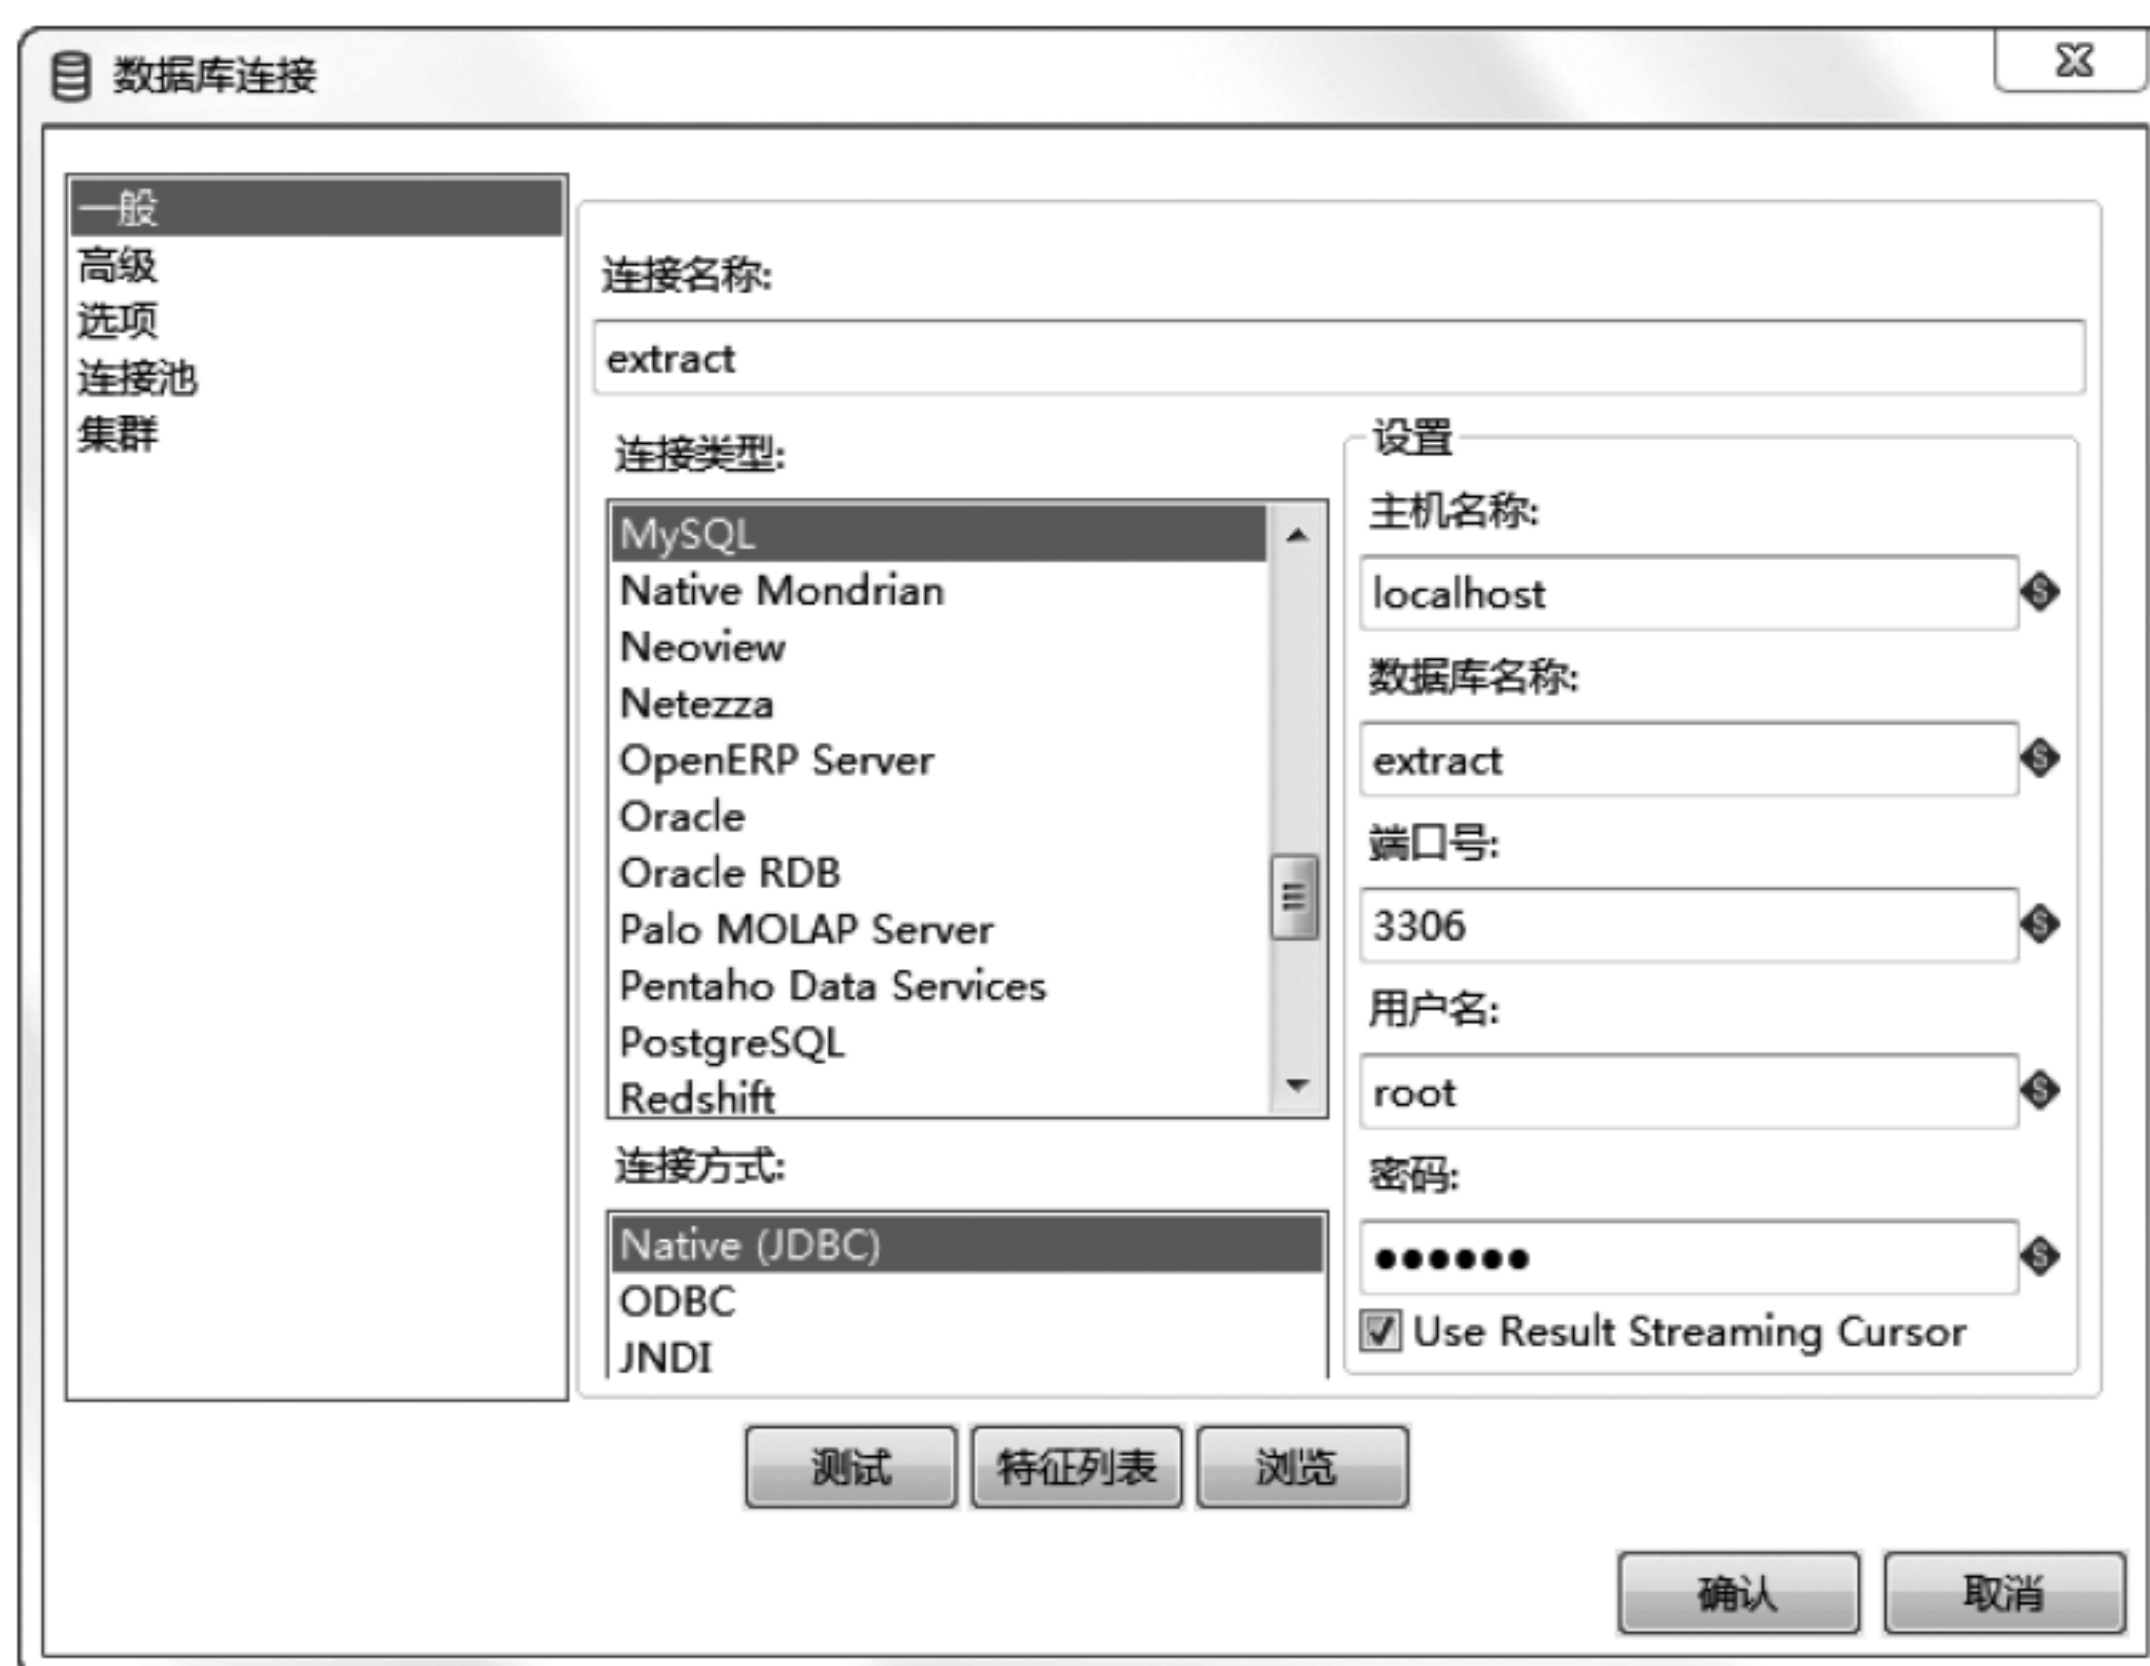 数据库连接
一般
高级
选项
连接池
集群
连接名称:
extract
连接类型:
MySQL
Native Mondrian
Neoview
Netezza
OpenERP Server
Oracle
Oracle RDB
Palo MOLAP Server
Pentaho Data Services
PostgreSQL
Redshift
连接方式:
Native (JDBC)
ODBC
JNDI
设置
主机名称:
localhost
数据库名称:
extract
端口号:
3306
用户名:
root
密码:
●●●●●●
Use Result Streaming Cursor
测试
特征列表
浏览
确认
取消